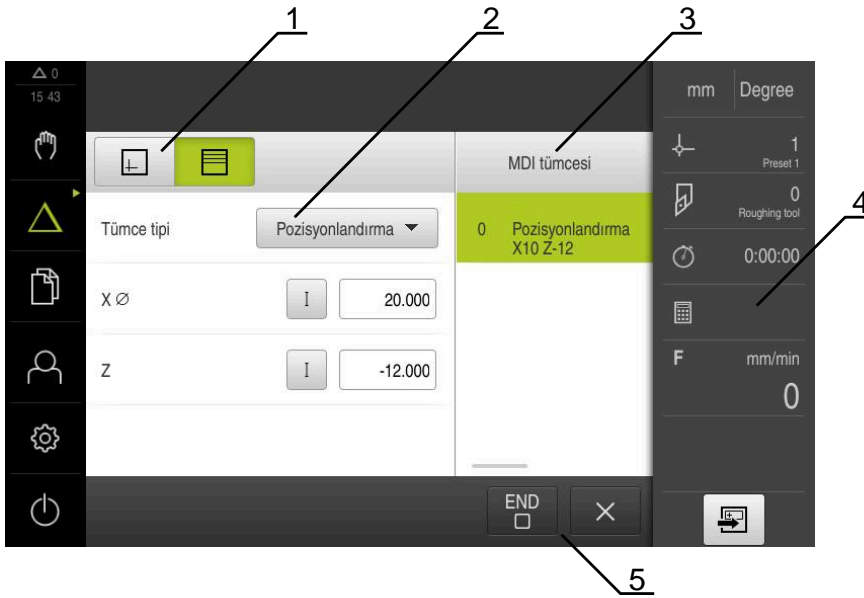 1
2
3
0
15 43
mm
Degree
MDI tümcesi
1
Preset 1
Tümce tipi
Pozisyonlandırma
0 Pozisyonlandırma
X10 Z-12
0
Roughing tool
4
0:00:00
X ∅
I
20.000
Z
I
-12.000
F
mm/min
0
END
5